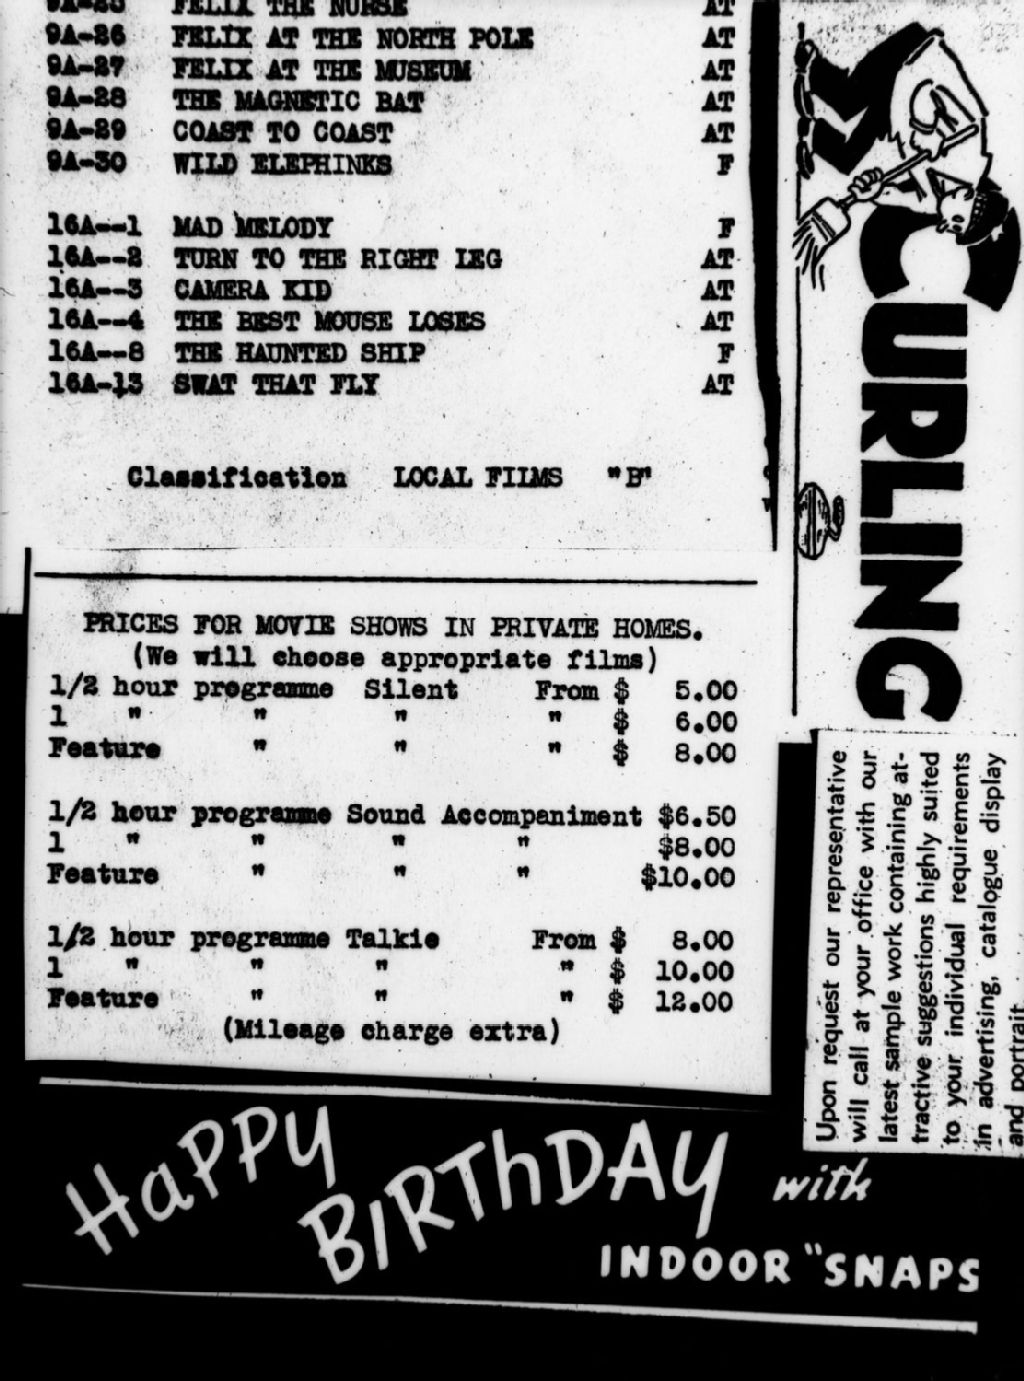 9A-25 FELIX THE NURSE AT
9A-26 FELIX AT THE NORTH POLE AT
9A-27 FELIX AT THE MUSEUM AT
9A-28 THE MAGNETIC BAT AT
9A-29 COAST TO COAST AT
9A-30 WILD ELEPHINKS F
16A--1 MAD MELODY F
16A--2 TURN TO THE RIGHT LEG AT
16A--3 CAMERA KID AT
16A--4 THE BEST MOUSE LOSES AT
16A--8 THE HAUNTED SHIP F
16A-13 SWAT THAT FLY AT
Classification LOCAL FILMS "B"
PRICES FOR MOVIE SHOWS IN PRIVATE HOMES.
(We will choose appropriate films)
1/2 hour programme Silent From $ 5.00
1 " " " " $ 6.00
Feature " " " $ 8.00
1/2 hour programme Sound Accompaniment $6.50
1 " " " " $8.00
Feature " " " $10.00
1/2 hour programme Talkie From $ 8.00
1 " " " " $ 10.00
Feature " " " $ 12.00
(Mileage charge extra)
CURLING
Upon request our representative
will call at your office with our
latest sample work containing at-
tractive suggestions highly suited
to your individual requirements
in advertising, catalogue display
and portrait
HaPPy
BIRThDAY with
INDOOR "SNAPS